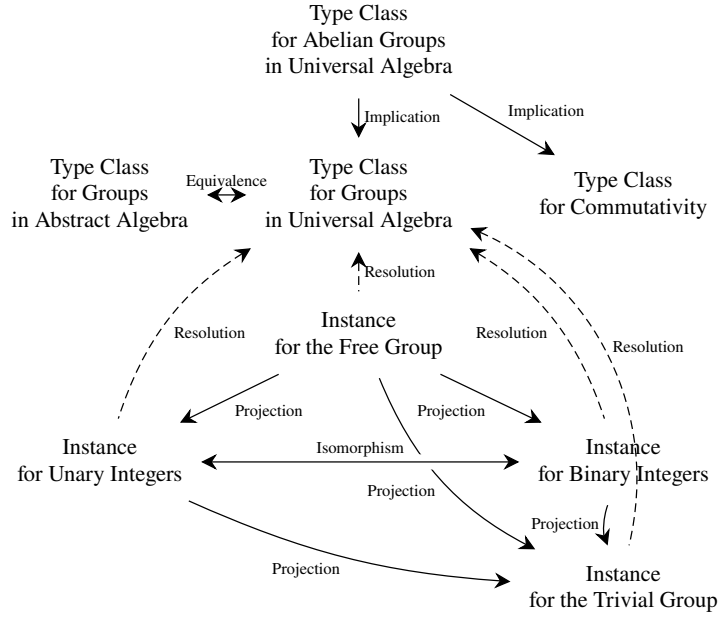 Type Class
for Abelian Groups
in Universal Algebra
Implication
Implication
Type Class
for Groups
in Abstract Algebra
Equivalence
Type Class
for Groups
in Universal Algebra
Type Class
for Commutativity
Resolution
Instance
for the Free Group
Resolution
Resolution
Resolution
Projection
Projection
Instance
for Unary Integers
Isomorphism
Instance
for Binary Integers
Projection
Projection
Projection
Instance
for the Trivial Group